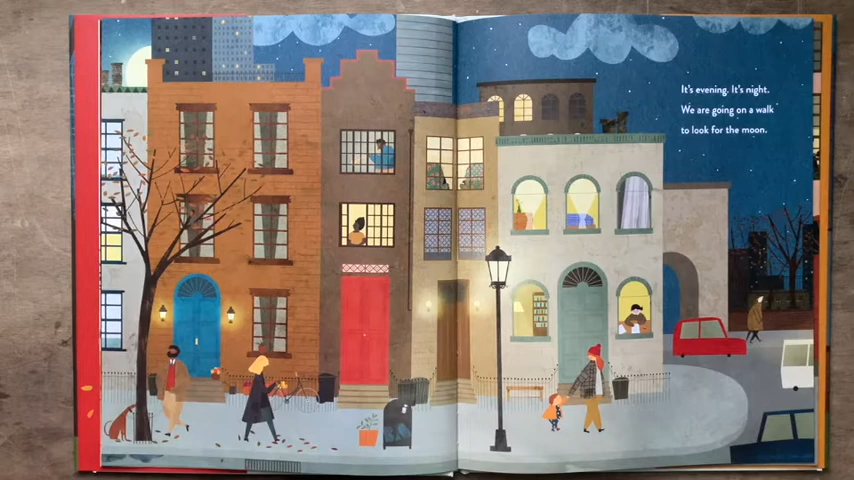 It's evening. It's night.
We are going on a walk
to look for the moon.